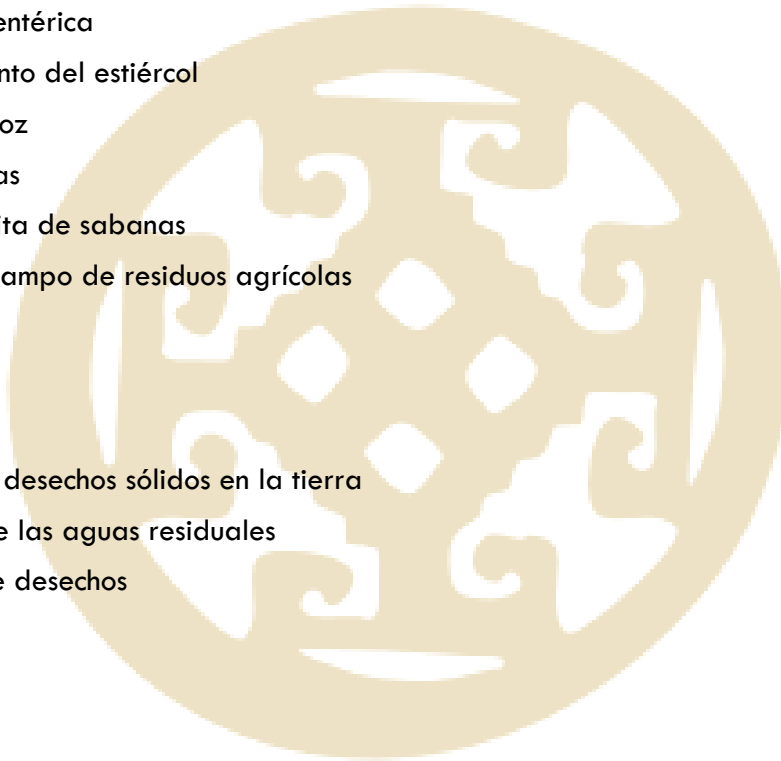 entérica
nto del estiércol
oz
as
ita de sabanas
ampo de residuos agrícolas
desechos sólidos en la tierra
e las aguas residuales
e desechos